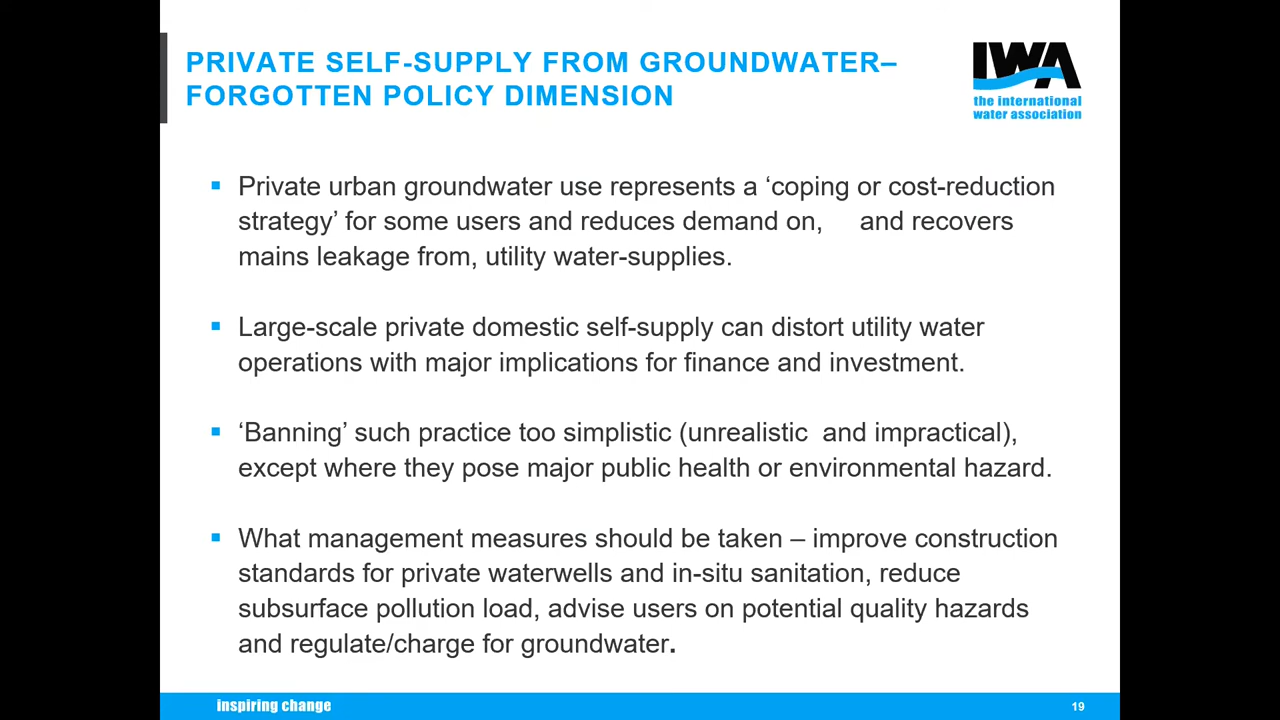 PRIVATE SELF-SUPPLY FROM GROUNDWATER–
FORGOTTEN POLICY DIMENSION
IWA
the international
water association
▪ Private urban groundwater use represents a ‘coping or cost-reduction
strategy’ for some users and reduces demand on, and recovers
mains leakage from, utility water-supplies.
▪ Large-scale private domestic self-supply can distort utility water
operations with major implications for finance and investment.
▪ ‘Banning’ such practice too simplistic (unrealistic and impractical),
except where they pose major public health or environmental hazard.
▪ What management measures should be taken – improve construction
standards for private waterwells and in-situ sanitation, reduce
subsurface pollution load, advise users on potential quality hazards
and regulate/charge for groundwater.
inspiring change
19